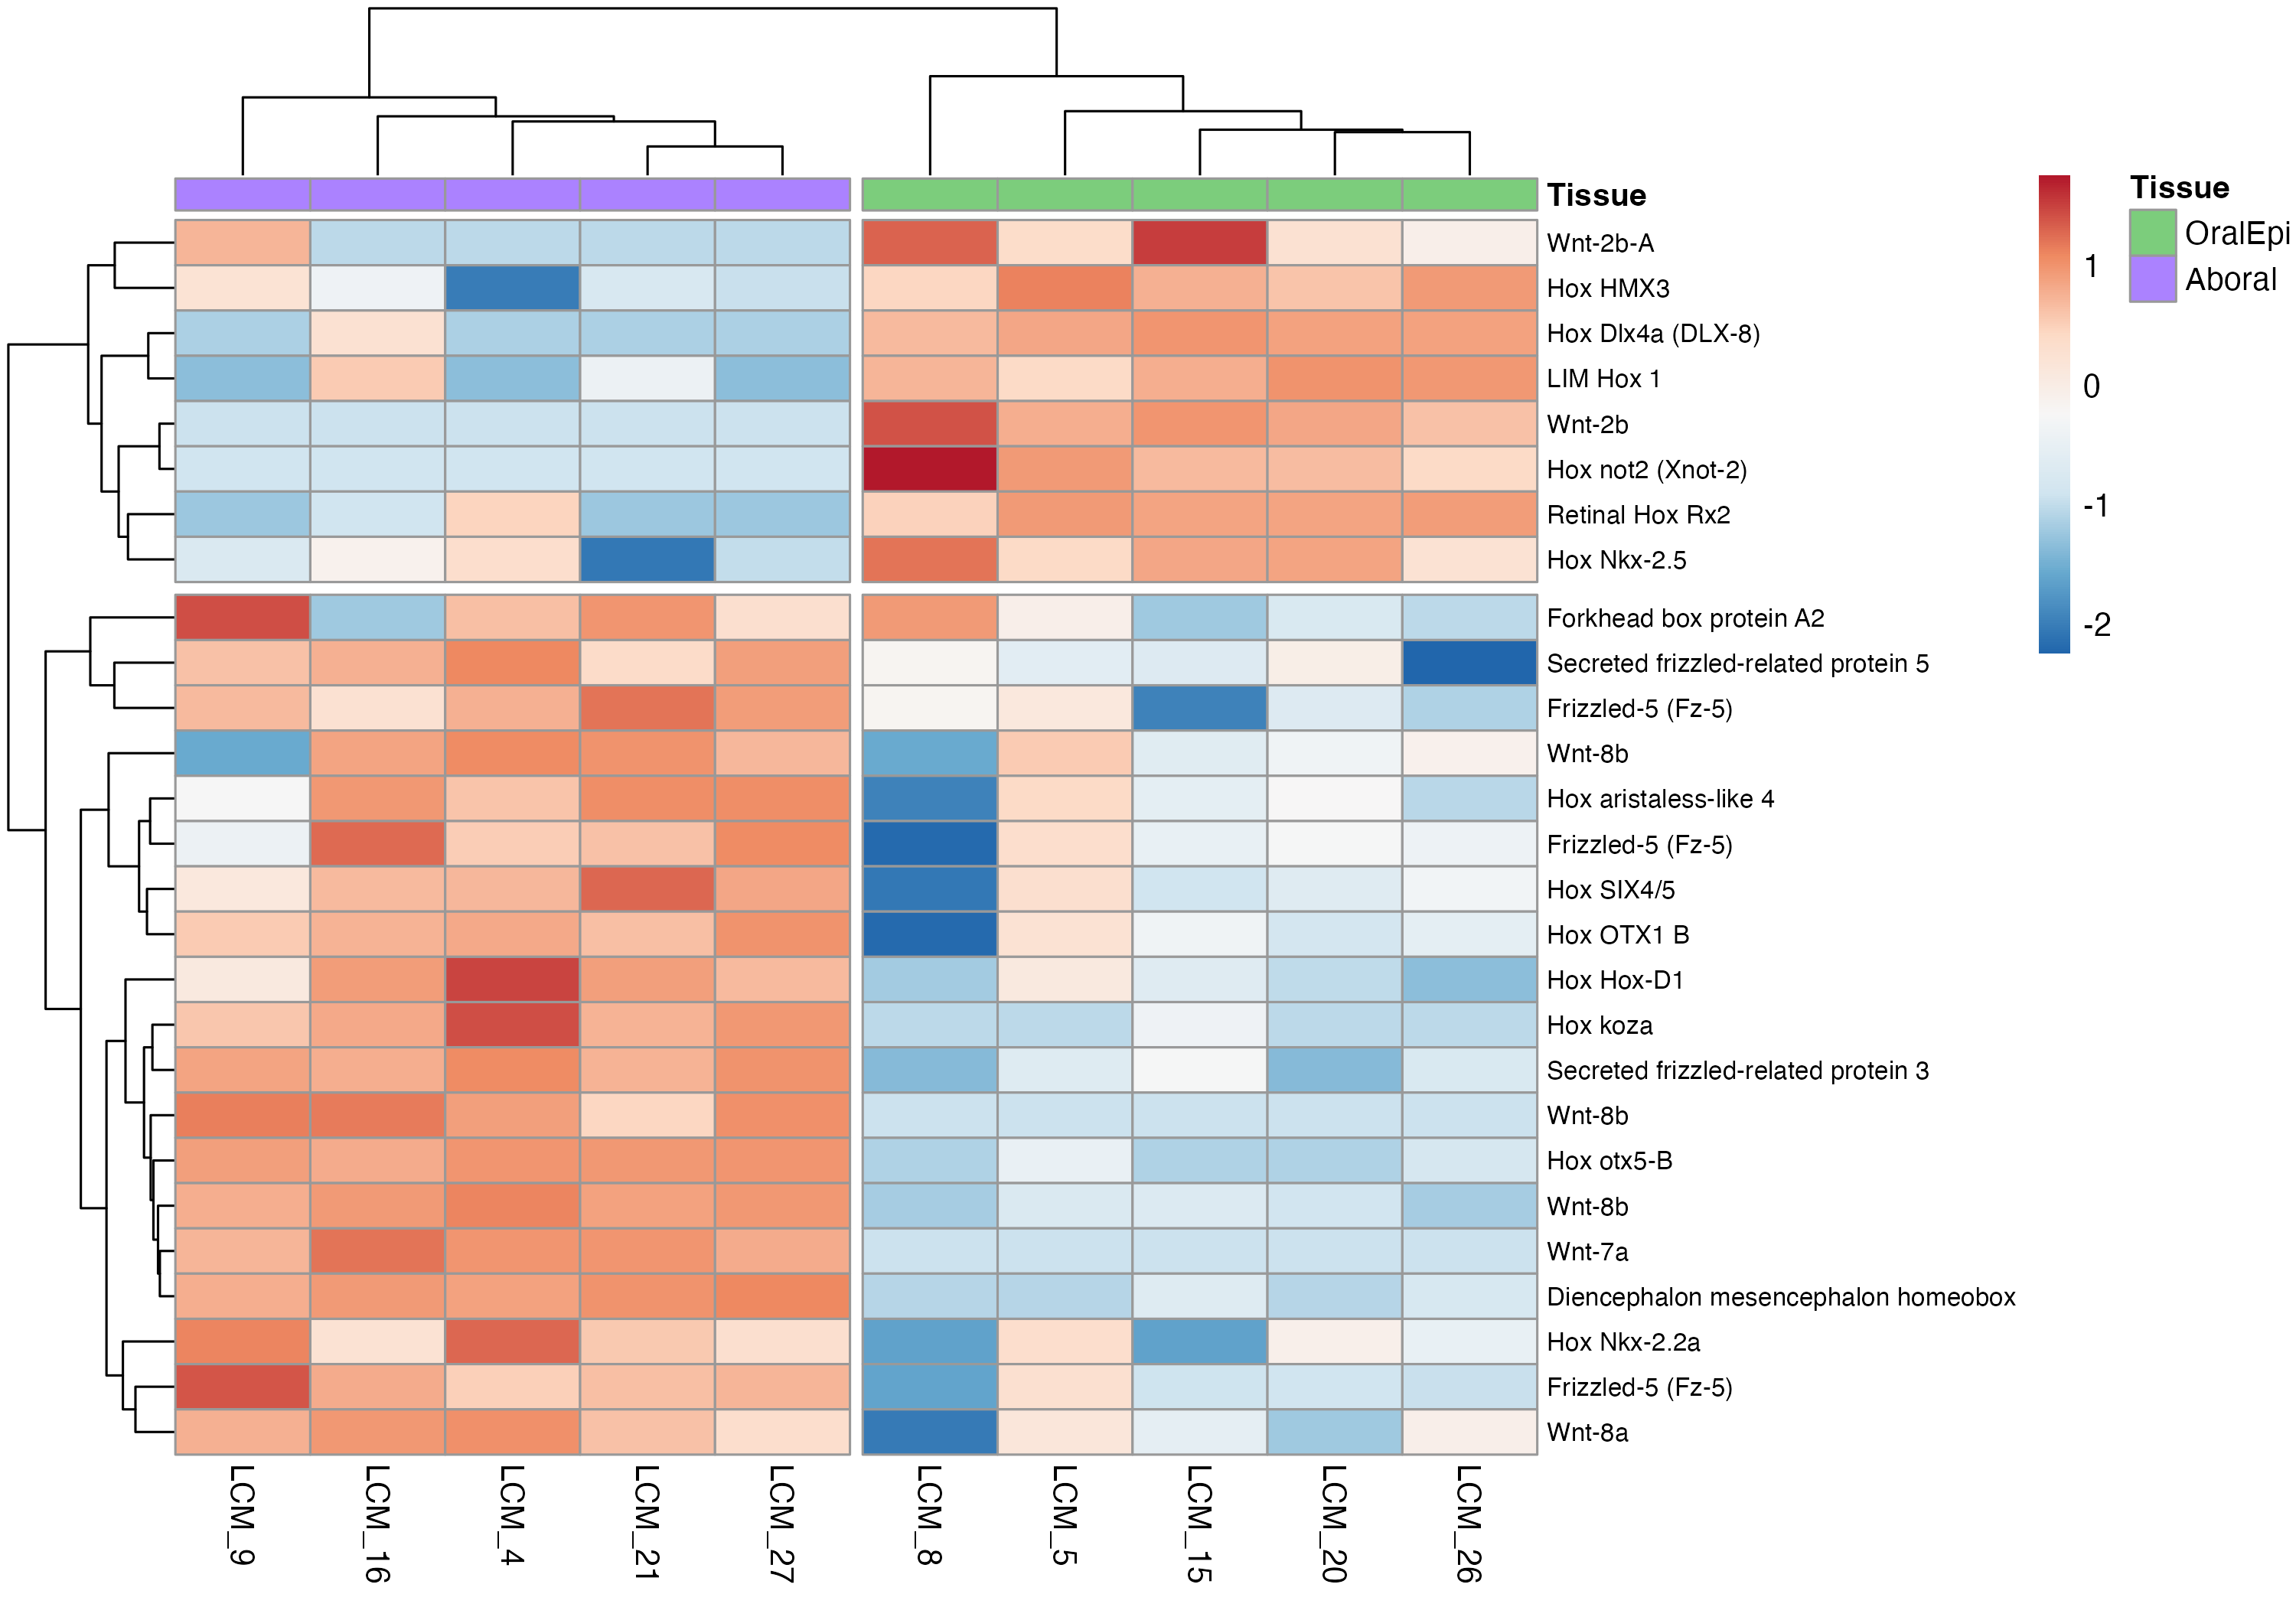 Tissue
Wnt-2b-A
Hox HMX3
Hox Dlx4a (DLX-8)
LIM Hox 1
Wnt-2b
Hox not2 (Xnot-2)
Retinal Hox Rx2
Hox Nkx-2.5
Forkhead box protein A2
Secreted frizzled-related protein 5
Frizzled-5 (Fz-5)
Wnt-8b
Hox aristaless-like 4
Frizzled-5 (Fz-5)
Hox SIX4/5
Hox OTX1 B
Hox Hox-D1
Hox koza
Secreted frizzled-related protein 3
Wnt-8b
Hox otx5-B
Wnt-8b
Wnt-7a
Diencephalon mesencephalon homeobox
Hox Nkx-2.2a
Frizzled-5 (Fz-5)
Wnt-8a
LCM_9
LCM_16
LCM_4
LCM_21
LCM_27
LCM_8
LCM_5
LCM_15
LCM_20
LCM_26
1
0
-1
-2
Tissue
OralEpi
Aboral